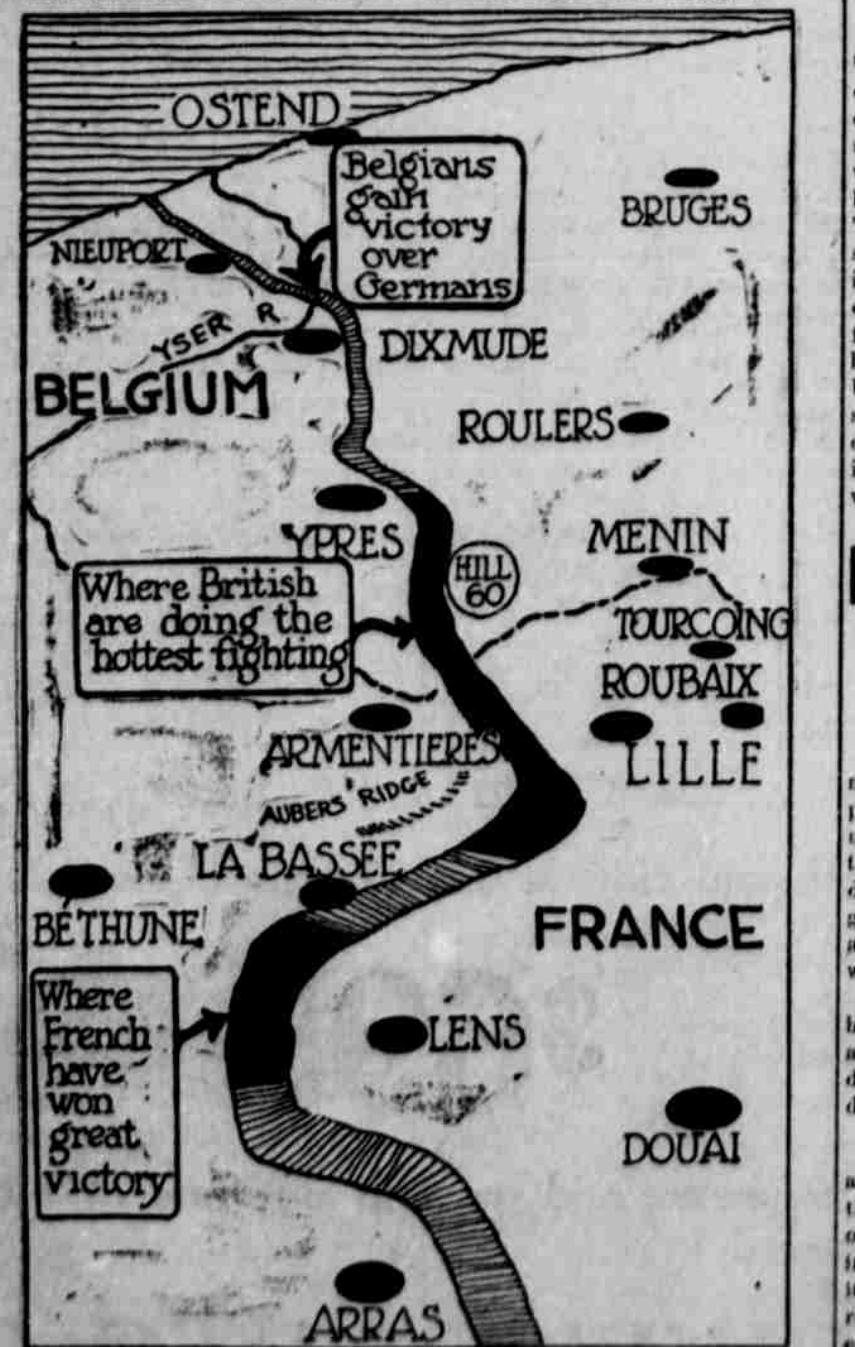 OSTEND
Belgians
gain
victory
over
Germans
BRUGES
NIEUPORT
YSER R
DIXMUDE
BELGIUM
ROULERS
YPRES
HILL
60
MENIN
Where British
are doing the
hottest fighting
TOURCOING
ROUBAIX
ARMENTIERES
LILLE
AUBERS' RIDGE
LA BASSEE
BÉTHUNE
FRANCE
Where
French
have
won
great
victory
LENS
DOUAI
ARRAS